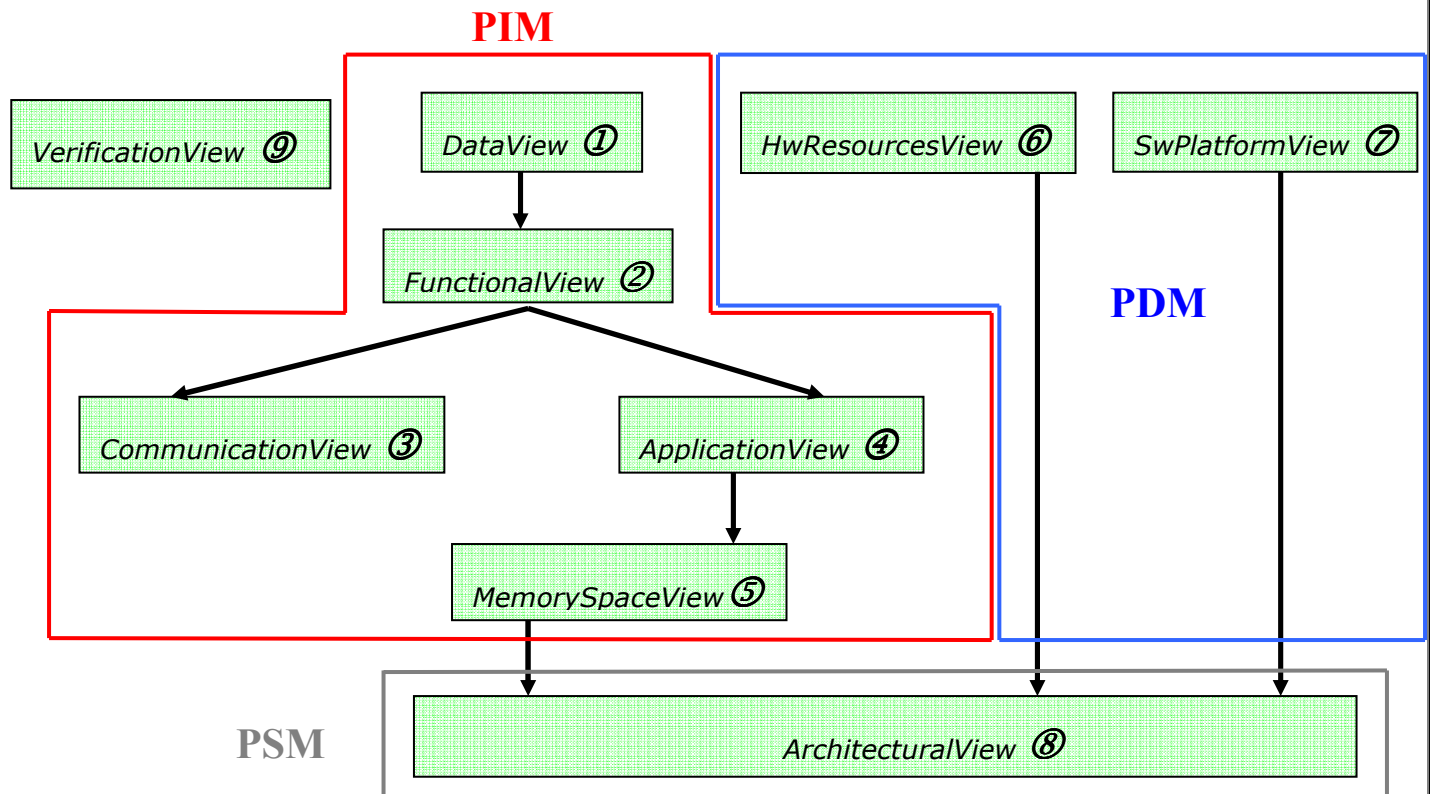 PIM
VerificationView ⑨
DataView ①
HwResourcesView ⑥
SwPlatformView ⑦
FunctionalView ②
PDM
CommunicationView ③
ApplicationView ④
MemorySpaceView ⑤
PSM
ArchitecturalView ⑧